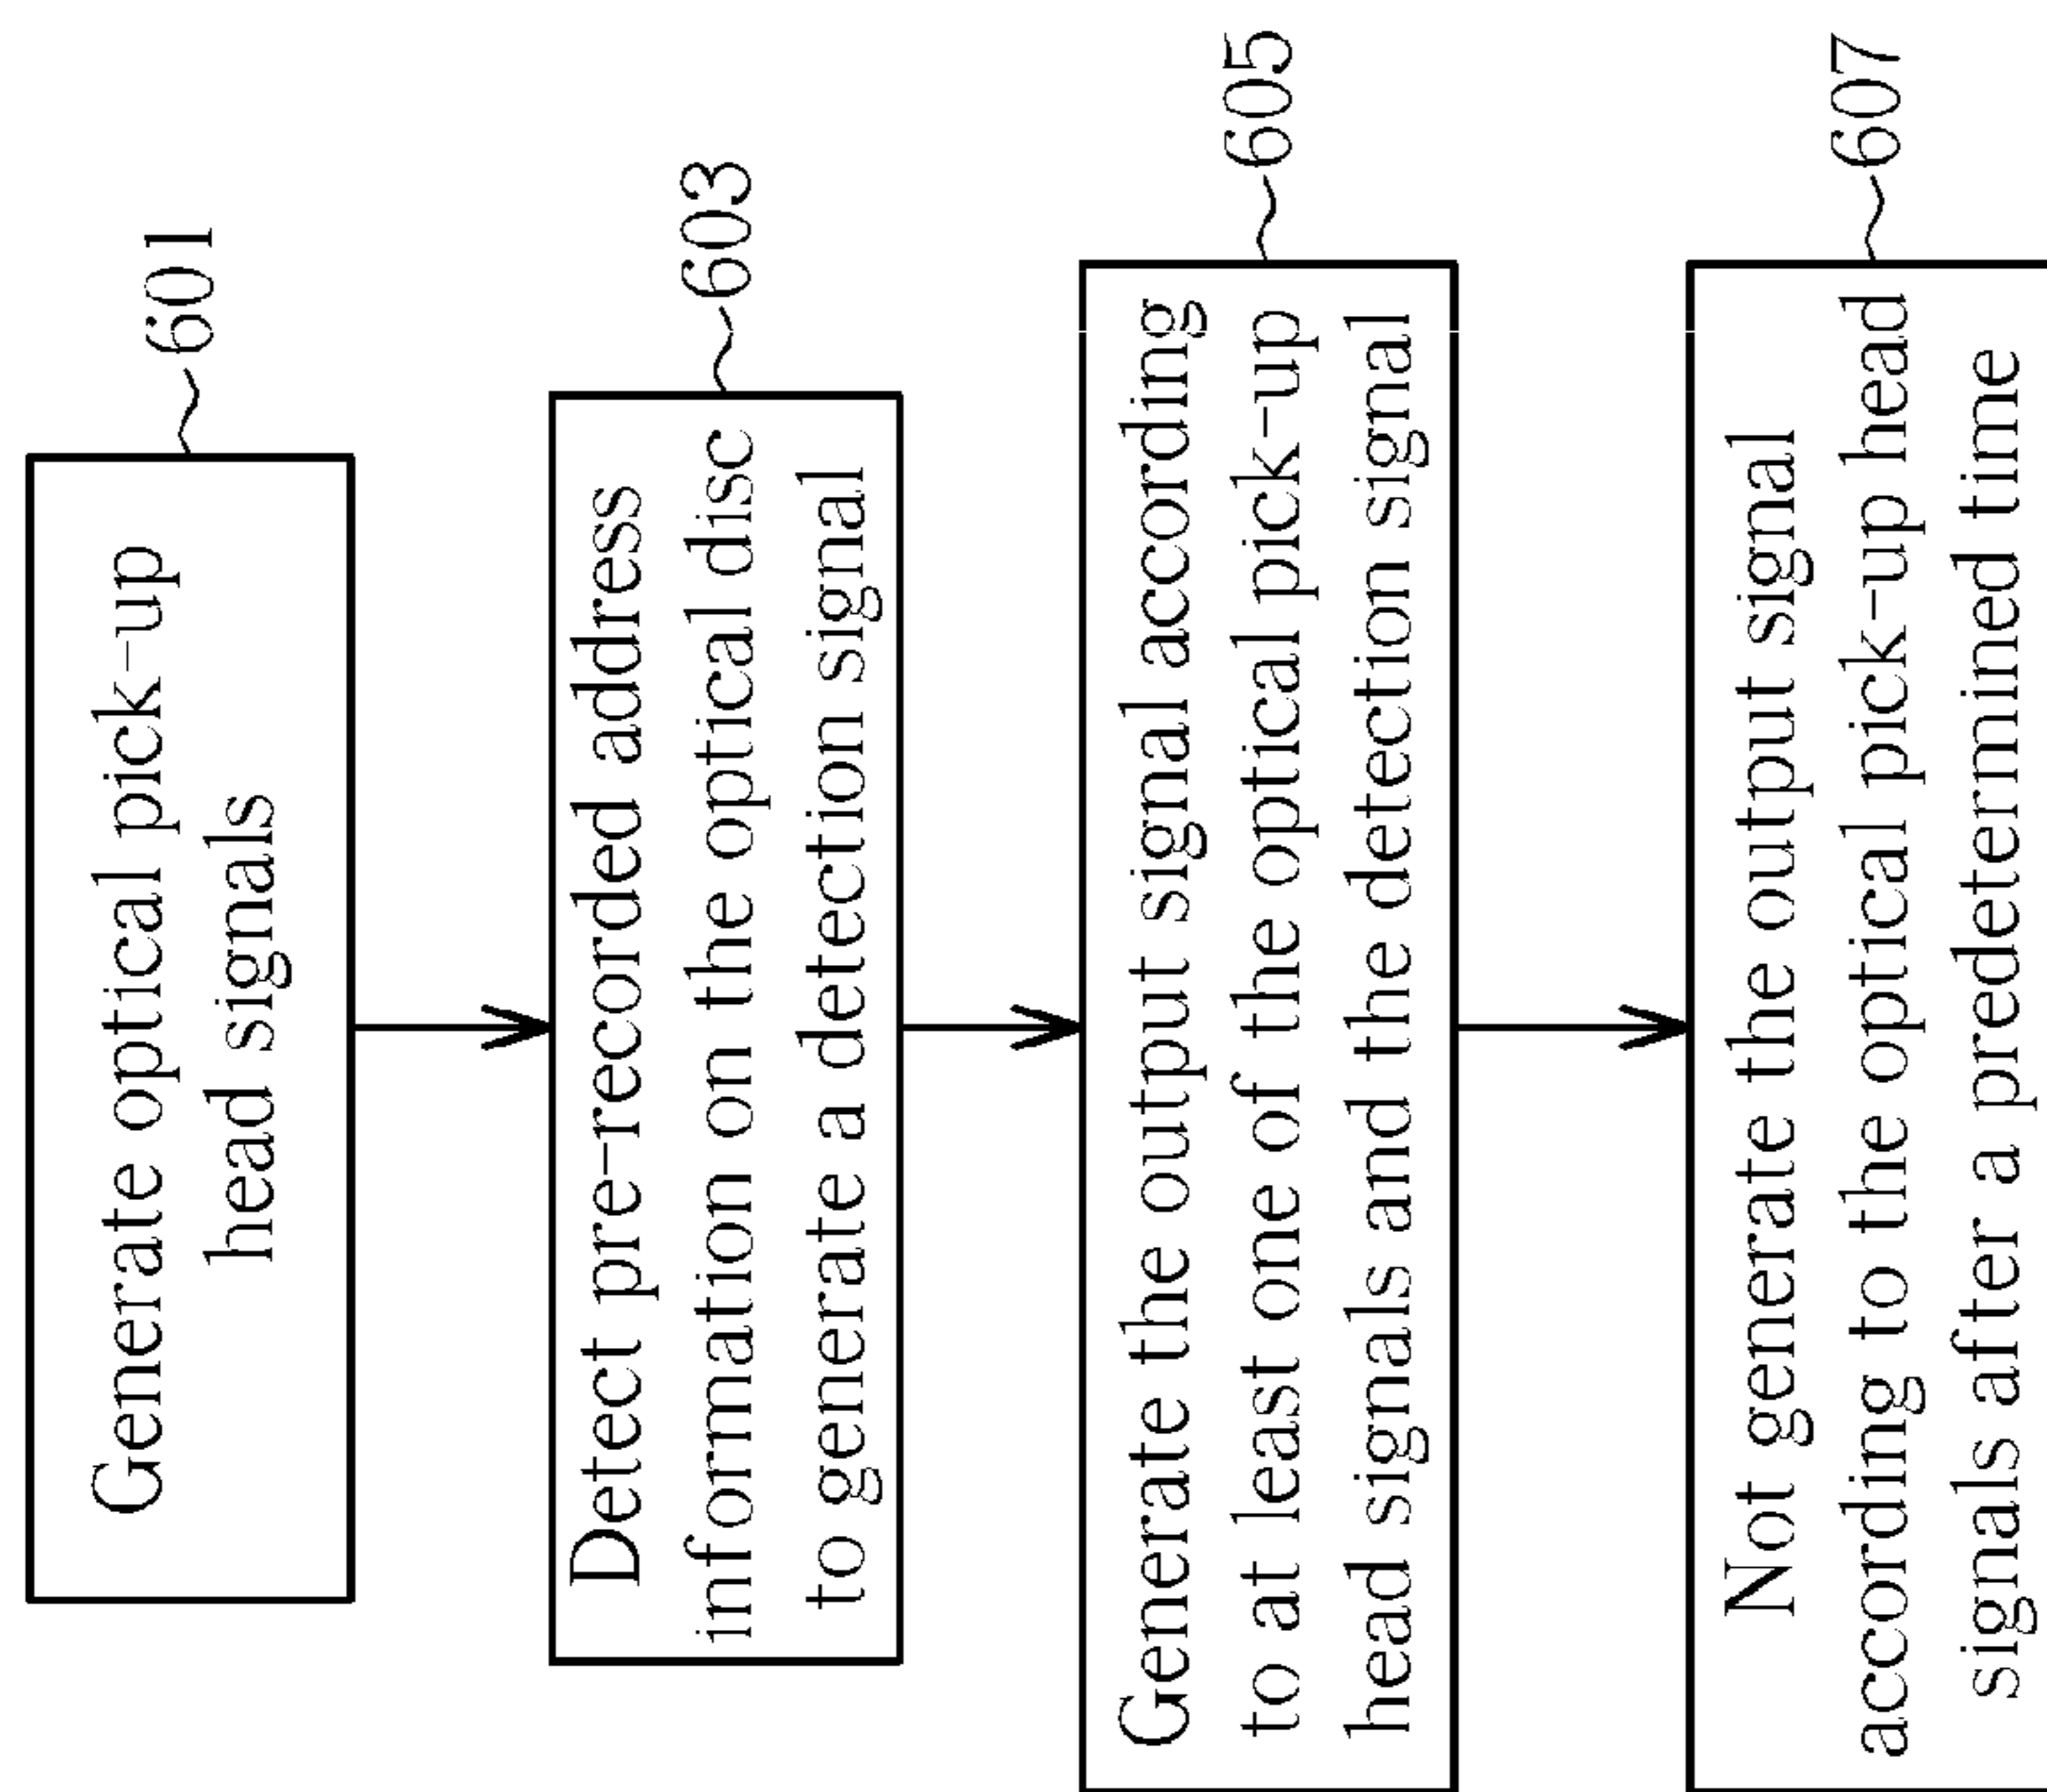 Generate optical pick-up
head signals
601
Detect pre-recorded address
information on the optical disc
to generate a detection signal
603
Generate the output signal according
to at least one of the optical pick-up
head signals and the detection signal
605
Not generate the output signal
according to the optical pick-up head
signals after a predetermined time
607